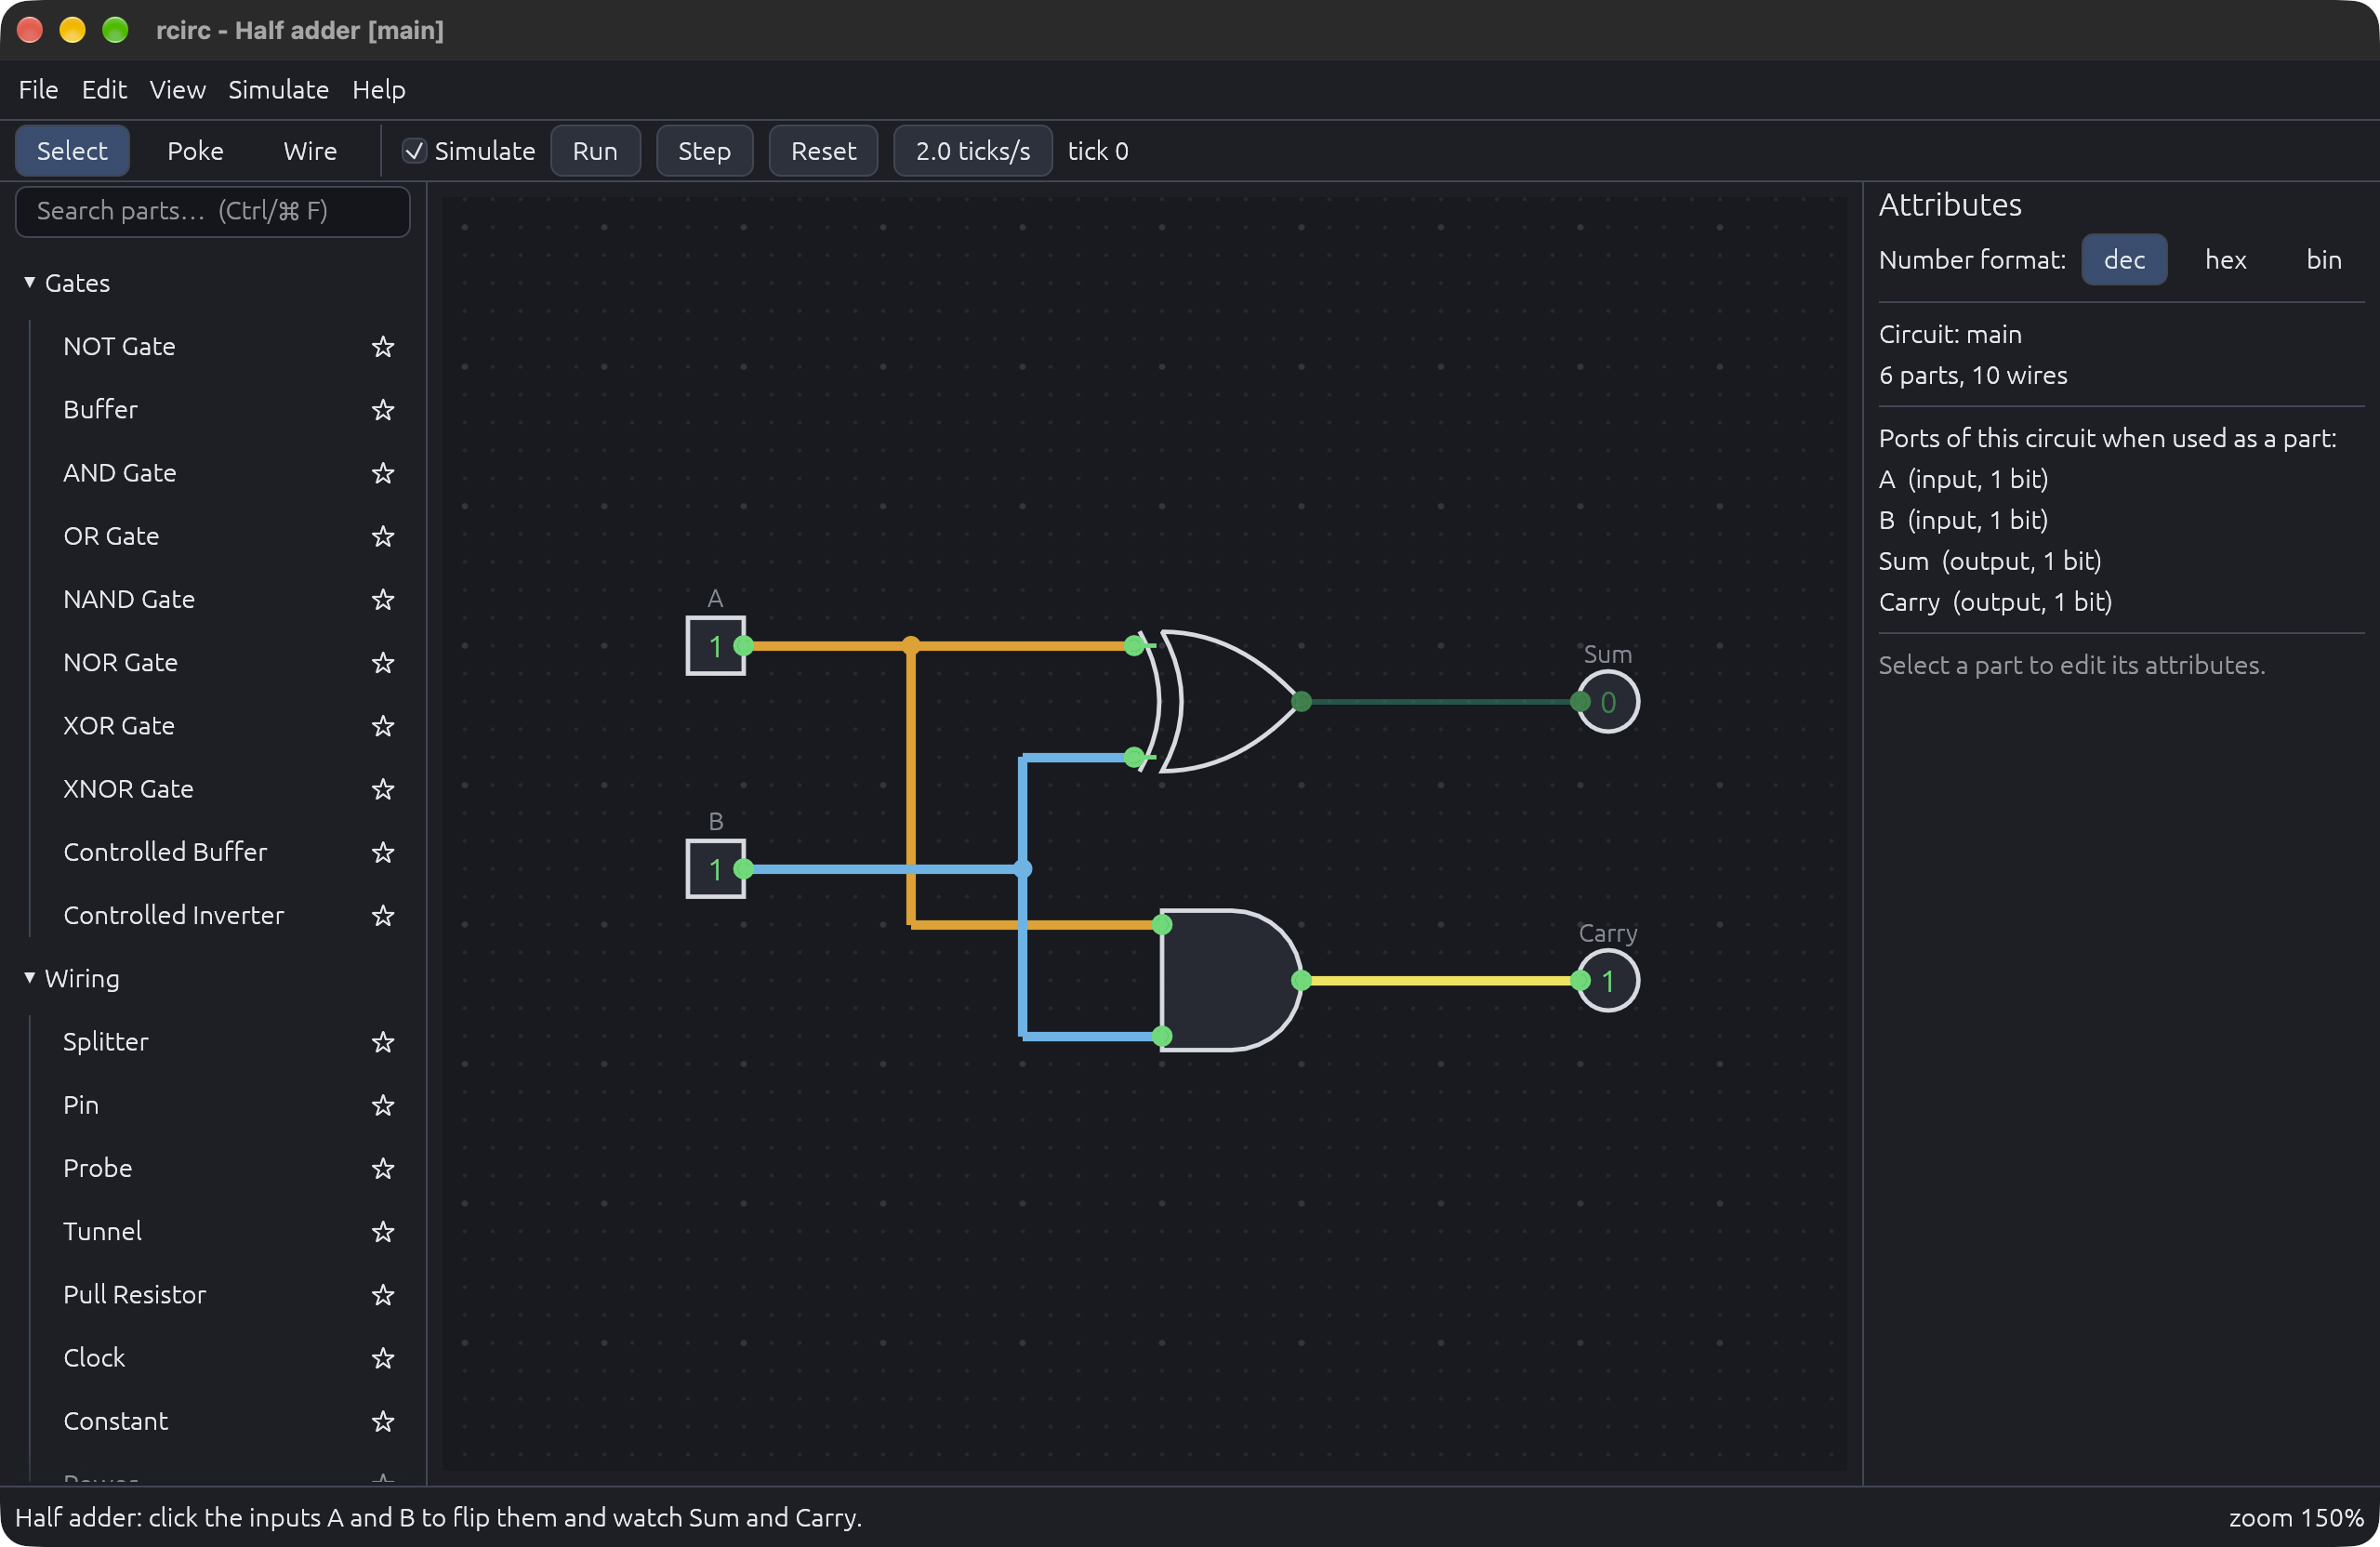 rcirc - Half adder [main]
File Edit View Simulate Help
Select Poke Wire Simulate Run Step Reset 2.0 ticks/s tick 0
Search parts… (Ctrl/⌘ F)
Gates
NOT Gate
Buffer
AND Gate
OR Gate
NAND Gate
NOR Gate
XOR Gate
XNOR Gate
Controlled Buffer
Controlled Inverter
Wiring
Splitter
Pin
Probe
Tunnel
Pull Resistor
Clock
Constant
A
1
B
1
Sum
0
Carry
1
Attributes
Number format: dec hex bin
Circuit: main
6 parts, 10 wires
Ports of this circuit when used as a part:
A (input, 1 bit)
B (input, 1 bit)
Sum (output, 1 bit)
Carry (output, 1 bit)
Select a part to edit its attributes.
Half adder: click the inputs A and B to flip them and watch Sum and Carry.
zoom 150%